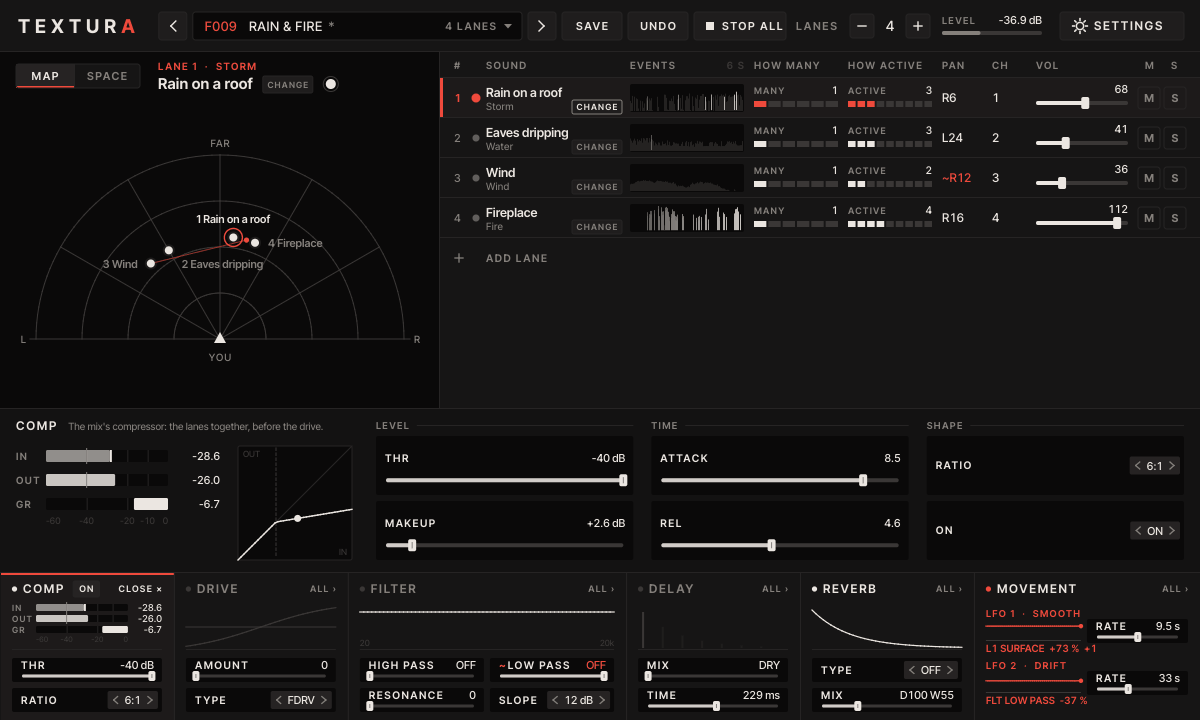 TEXTURA
F009 RAIN & FIRE * 4 LANES
SAVE
UNDO
STOP ALL
LANES
4
LEVEL -36.9 dB
SETTINGS
MAP
SPACE
LANE 1 · STORM
Rain on a roof
CHANGE
FAR
1 Rain on a roof
4 Fireplace
3 Wind
2 Eaves dripping
L
R
YOU
# SOUND EVENTS 6 S HOW MANY HOW ACTIVE PAN CH VOL M S
1 Rain on a roof MANY 1 ACTIVE 3 R6 1 68 M S
Storm CHANGE
2 Eaves dripping MANY 1 ACTIVE 3 L24 2 41 M S
Water CHANGE
3 Wind MANY 1 ACTIVE 2 ~R12 3 36 M S
Wind CHANGE
4 Fireplace MANY 1 ACTIVE 4 R16 4 112 M S
Fire CHANGE
+ ADD LANE
COMP The mix's compressor: the lanes together, before the drive.
IN -28.6
OUT -26.0
GR -6.7
-60 -40 -20 -10 0
OUT
IN
LEVEL
THR -40 dB
MAKEUP +2.6 dB
TIME
ATTACK 8.5
REL 4.6
SHAPE
RATIO < 6:1 >
ON < ON >
COMP ON CLOSE ×
IN -28.6
OUT -26.0
GR -6.7
-60 -40 -20 0
THR -40 dB
RATIO < 6:1 >
DRIVE ALL ›
AMOUNT 0
TYPE < FDRV >
FILTER ALL ›
20 20k
HIGH PASS OFF
~LOW PASS OFF
RESONANCE 0
SLOPE < 12 dB >
DELAY ALL ›
MIX DRY
TIME 229 ms
REVERB ALL ›
TYPE < OFF >
MIX D100 W55
MOVEMENT ALL ›
LFO 1 · SMOOTH
RATE 9.5 s
L1 SURFACE +73 % +1
LFO 2 · DRIFT
RATE 33 s
FLT LOW PASS -37 %